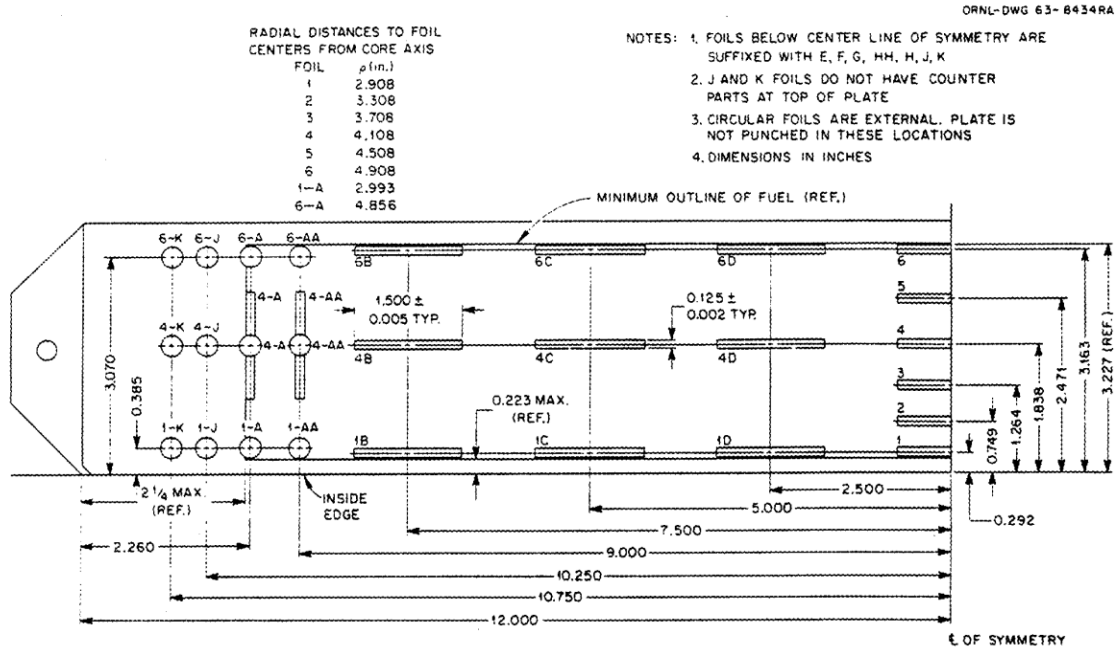 ORNL-DWG 63-8434RA
RADIAL DISTANCES TO FOIL
CENTERS FROM CORE AXIS
FOIL ρ(in.)
1 2.908
2 3.308
3 3.708
4 4.108
5 4.508
6 4.908
1-A 2.993
6-A 4.856
NOTES: 1. FOILS BELOW CENTER LINE OF SYMMETRY ARE
SUFFIXED WITH E, F, G, HH, H, J, K
2. J AND K FOILS DO NOT HAVE COUNTER
PARTS AT TOP OF PLATE
3. CIRCULAR FOILS ARE EXTERNAL. PLATE IS
NOT PUNCHED IN THESE LOCATIONS
4. DIMENSIONS IN INCHES
MINIMUM OUTLINE OF FUEL (REF.)
6-K 6-J 6-A 6-AA
6B 6C 6D 6
5
4-A 4-AA
1.500 ±
0.005 TYP.
0.125 ±
0.002 TYP.
4-K 4-J 4-A 4-AA
4B 4C 4D 4
3
2
1-K 1-J 1-A 1-AA
1B 1C 1D 1
3.070
0.385
0.223 MAX.
(REF.)
0.749
1.264
1.838
2.471
3.163
3.227 (REF.)
0.292
2 1/4 MAX.
(REF.)
INSIDE
EDGE
2.500
5.000
7.500
2.260
9.000
10.250
10.750
12.000
℄ OF SYMMETRY